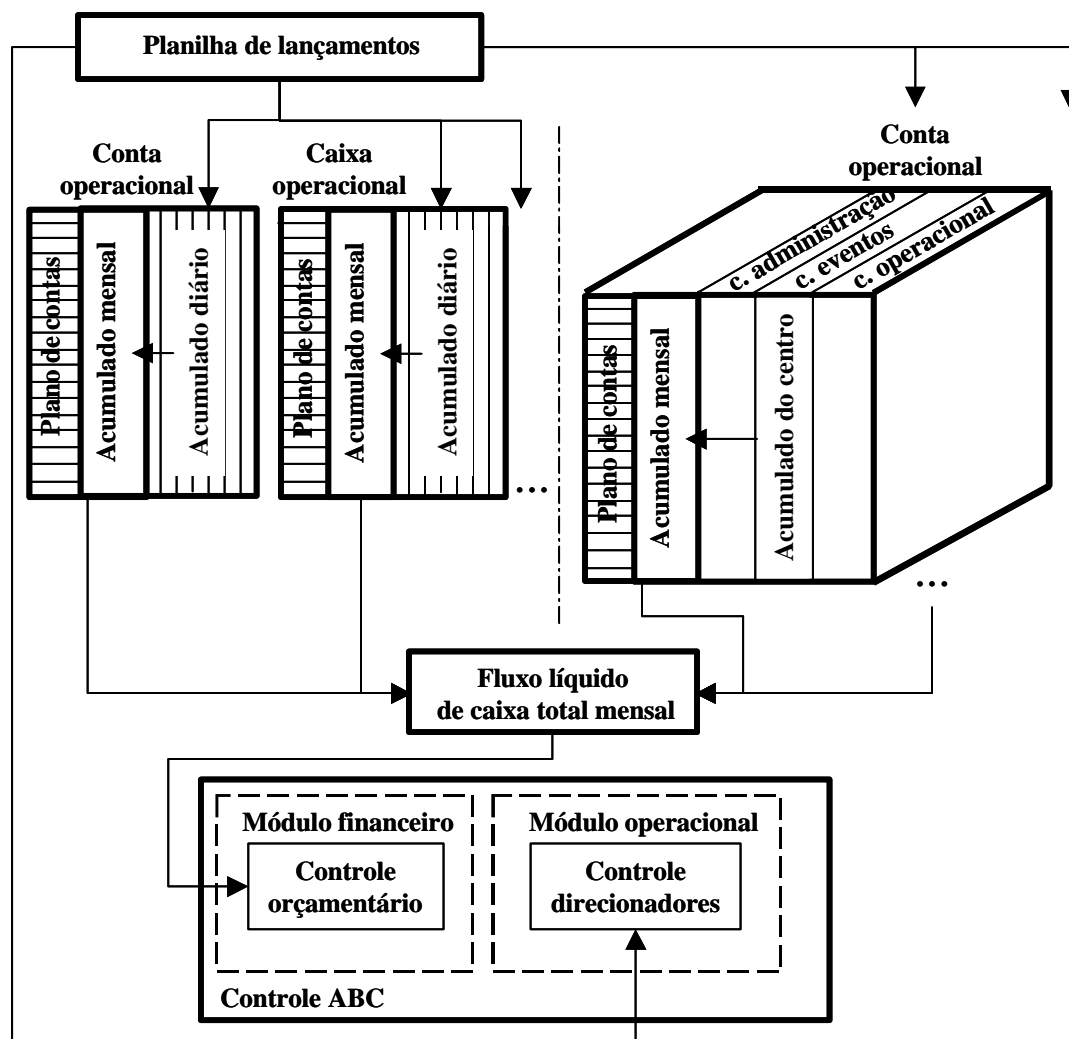 Planilha de lançamentos
Conta
operacional
Caixa
operacional
Conta
operacional
Plano de contas
Acumulado mensal
Acumulado diário
Plano de contas
Acumulado mensal
Acumulado diário
...
c. administração
c. eventos
c. operacional
Plano de contas
Acumulado mensal
Acumulado do centro
...
Fluxo líquido
de caixa total mensal
Módulo financeiro
Controle
orçamentário
Módulo operacional
Controle
direcionadores
Controle ABC